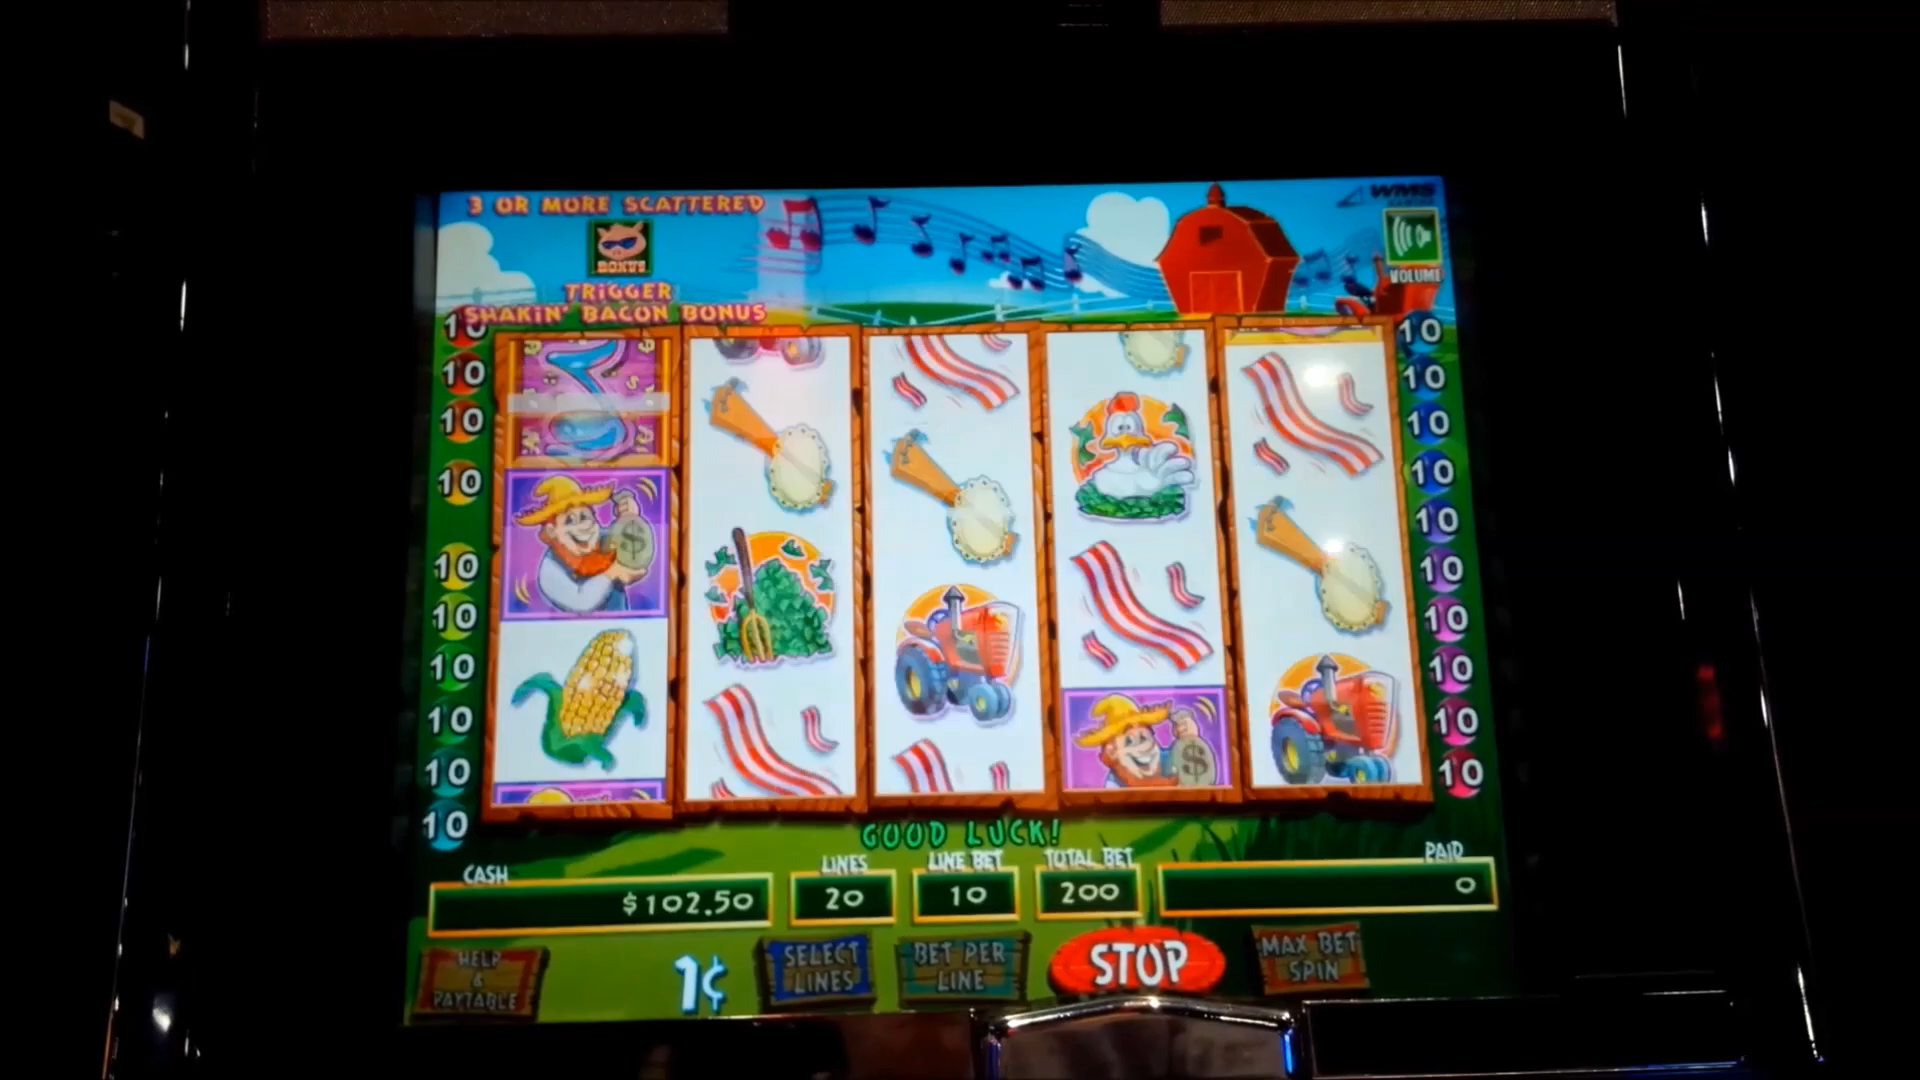 3 OR MORE SCATTERED
WMS
BONUS
VOLUME
TRIGGER
SHAKIN' BACON BONUS
10 10
10 10
10 10
10 10
10
10 10
10 10
10 10
10 10
10 10
10
GOOD LUCK!
CASH LINES LINE BET TOTAL BET PAID
$102.50 20 10 200 0
HELP & PAYTABLE
1¢
SELECT LINES
BET PER LINE
STOP
MAX BET SPIN